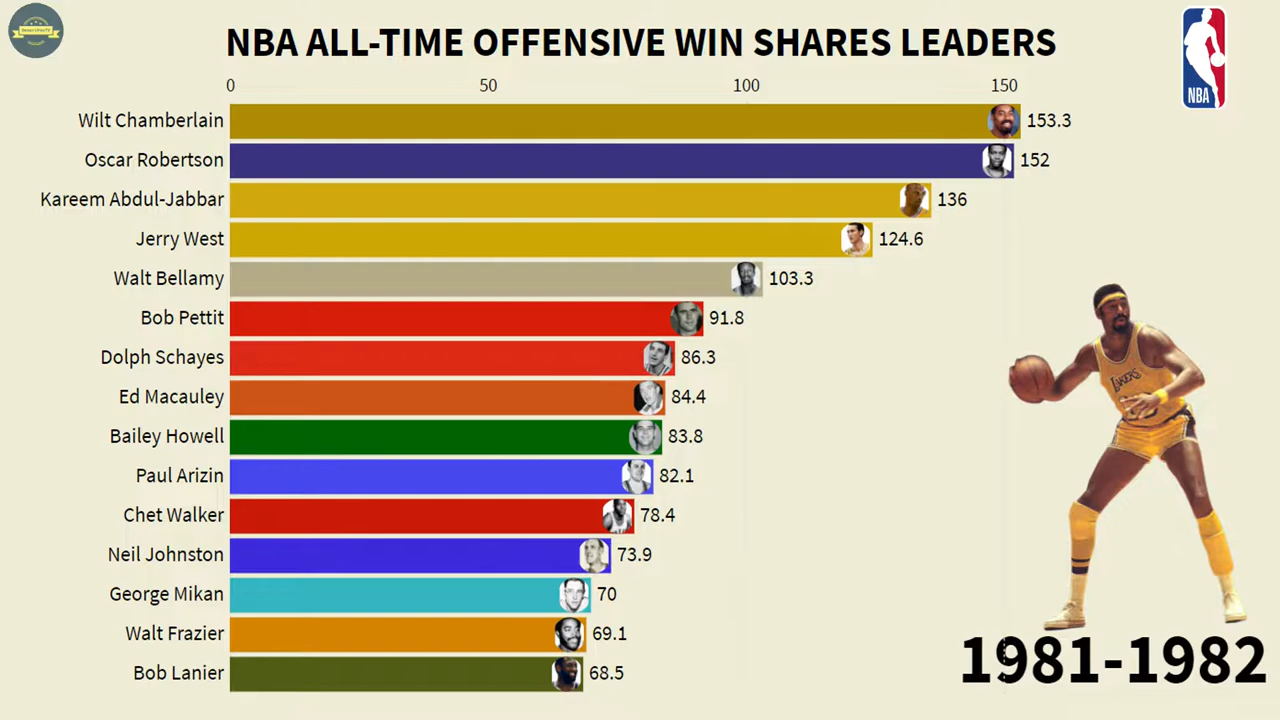 NBA ALL-TIME OFFENSIVE WIN SHARES LEADERS
0 50 100 150
Wilt Chamberlain 153.3
Oscar Robertson 152
Kareem Abdul-Jabbar 136
Jerry West 124.6
Walt Bellamy 103.3
Bob Pettit 91.8
Dolph Schayes 86.3
Ed Macauley 84.4
Bailey Howell 83.8
Paul Arizin 82.1
Chet Walker 78.4
Neil Johnston 73.9
George Mikan 70
Walt Frazier 69.1
Bob Lanier 68.5
NBA
LAKERS
1981-1982